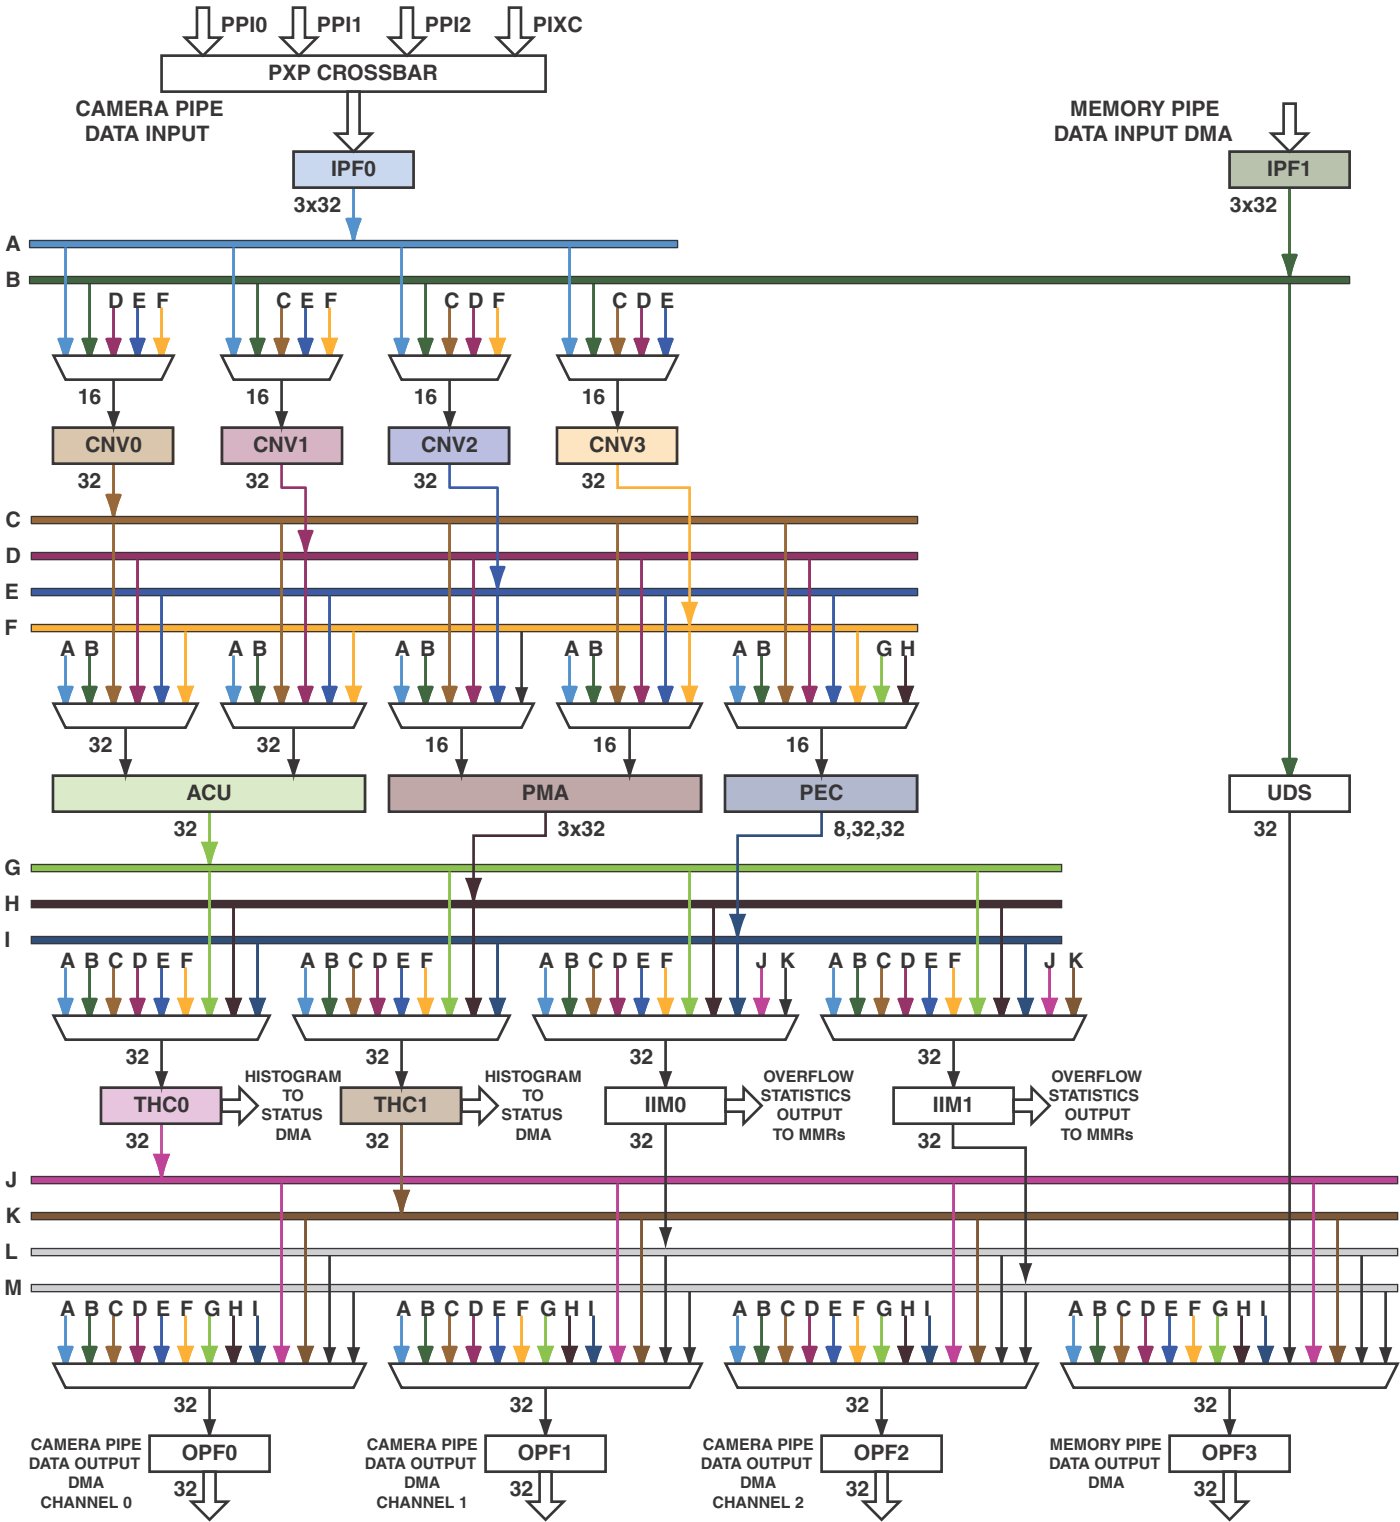 PPI0 PPI1 PPI2 PIXC
PXP CROSSBAR
CAMERA PIPE
DATA INPUT
MEMORY PIPE
DATA INPUT DMA
IPF0 IPF1
3x32 3x32
A
B
D E F C E F C D F C D E
16 16 16 16
CNV0 CNV1 CNV2 CNV3
32 32 32 32
C
D
E
F
A B A B A B A B A B G H
32 32 16 16 16
ACU PMA PEC UDS
32 3x32 8,32,32 32
G
H
I
A B C D E F A B C D E F A B C D E F J K A B C D E F J K
32 32 32 32
THC0 THC1 IIM0 IIM1
HISTOGRAM
TO
STATUS
DMA
HISTOGRAM
TO
STATUS
DMA
OVERFLOW
STATISTICS
OUTPUT
TO MMRs
OVERFLOW
STATISTICS
OUTPUT
TO MMRs
32 32 32 32
J
K
L
M
A B C D E F G H I A B C D E F G H I A B C D E F G H I A B C D E F G H I
32 32 32 32
OPF0 OPF1 OPF2 OPF3
CAMERA PIPE
DATA OUTPUT
DMA
CHANNEL 0
CAMERA PIPE
DATA OUTPUT
DMA
CHANNEL 1
CAMERA PIPE
DATA OUTPUT
DMA
CHANNEL 2
MEMORY PIPE
DATA OUTPUT
DMA
32 32 32 32